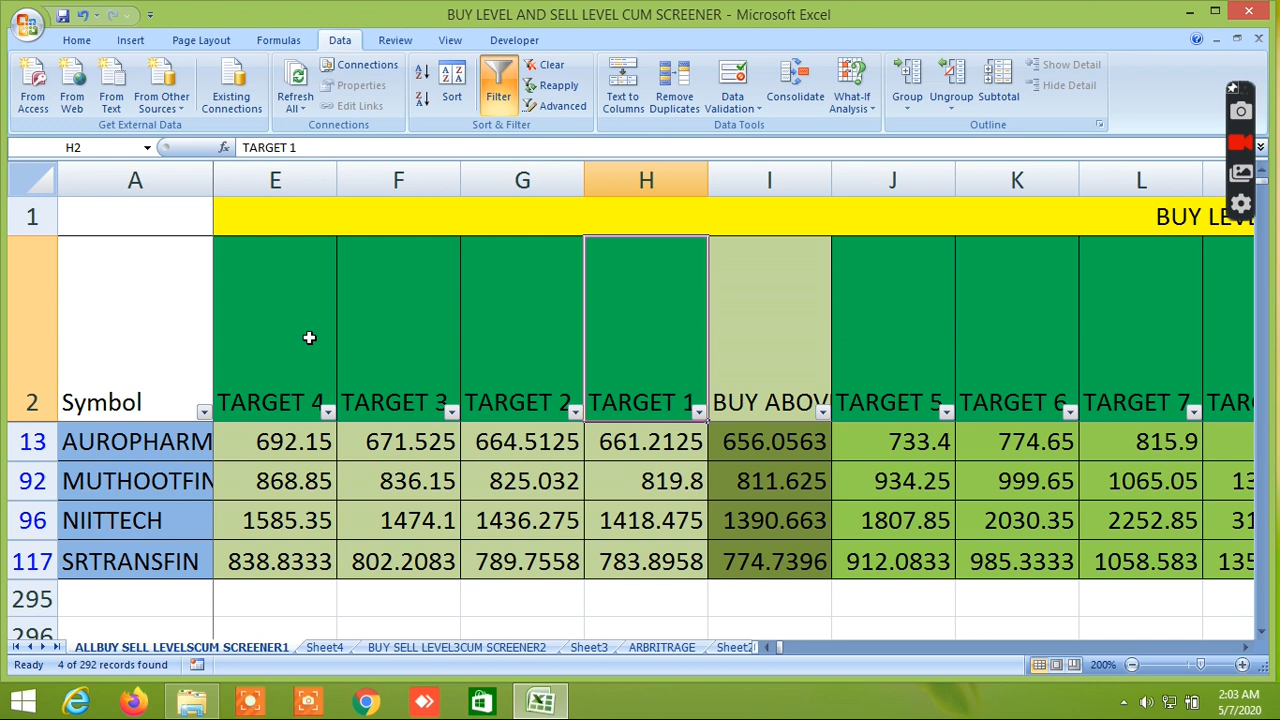 BUY LEVEL AND SELL LEVEL CUM SCREENER - Microsoft Excel
Home Insert Page Layout Formulas Data Review View Developer
From Access
From Web
From Text
From Other Sources
Existing Connections
Get External Data
Refresh All
Connections
Properties
Edit Links
Connections
Sort
Filter
Clear
Reapply
Advanced
Sort & Filter
Text to Columns
Remove Duplicates
Data Validation
Consolidate
What-If Analysis
Data Tools
Group
Ungroup
Subtotal
Show Detail
Hide Detail
Outline
H2 fx TARGET 1
A E F G H I J K L
1 BUY LEV
2 Symbol TARGET 4 TARGET 3 TARGET 2 TARGET 1 BUY ABOV TARGET 5 TARGET 6 TARGET 7 TAR
13 AUROPHARM 692.15 671.525 664.5125 661.2125 656.0563 733.4 774.65 815.9
92 MUTHOOTFIN 868.85 836.15 825.032 819.8 811.625 934.25 999.65 1065.05 13
96 NIITTECH 1585.35 1474.1 1436.275 1418.475 1390.663 1807.85 2030.35 2252.85 31
117 SRTRANSFIN 838.8333 802.2083 789.7558 783.8958 774.7396 912.0833 985.3333 1058.583 135
295
296
ALLBUY SELL LEVELSCUM SCREENER1 Sheet4 BUY SELL LEVEL3CUM SCREENER2 Sheet3 ARBRITRAGE Sheet2
Ready 4 of 292 records found 200%
2:03 AM
5/7/2020